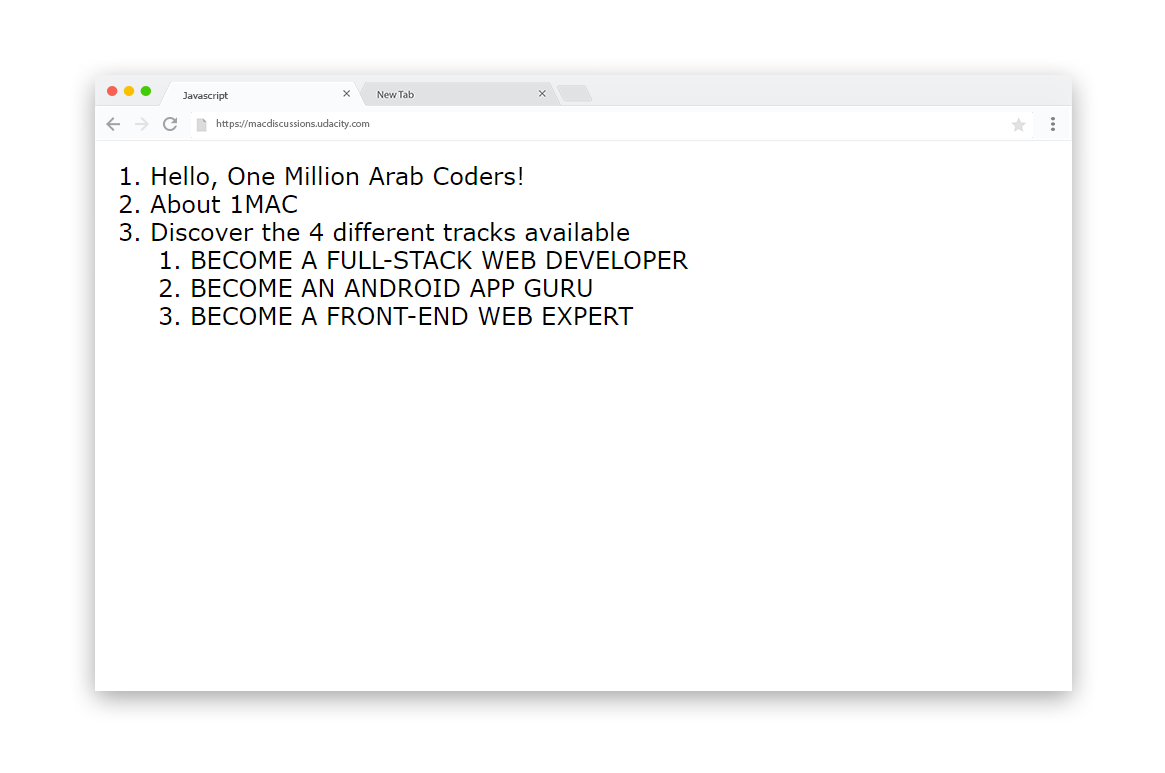 Javascript
New Tab
https://macdiscussions.udacity.com
1. Hello, One Million Arab Coders!
2. About 1MAC
3. Discover the 4 different tracks available
1. BECOME A FULL-STACK WEB DEVELOPER
2. BECOME AN ANDROID APP GURU
3. BECOME A FRONT-END WEB EXPERT